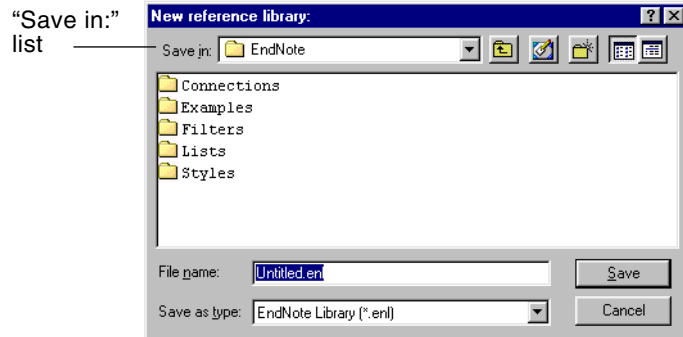 “Save in:”
list
New reference library:
Save in: EndNote
Connections
Examples
Filters
Lists
Styles
File name: Untitled.enl Save
Save as type: EndNote Library (*.enl) Cancel